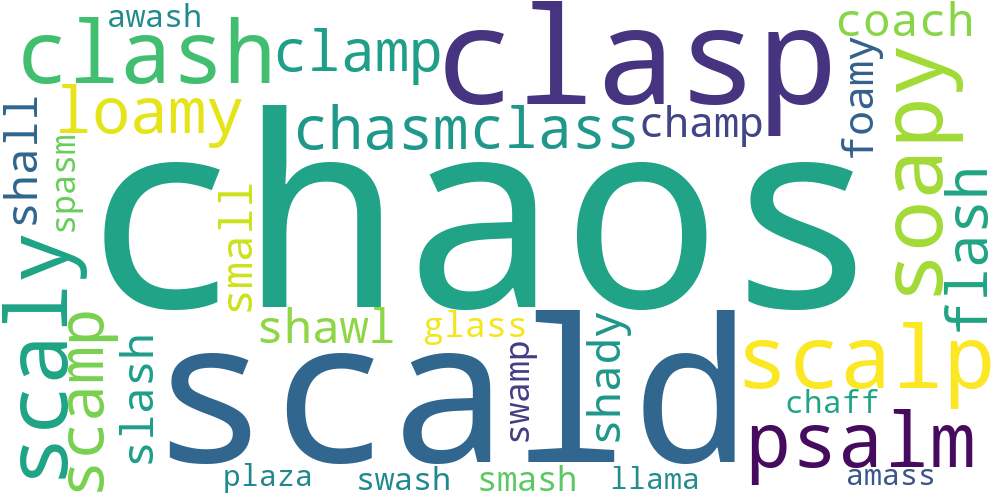 awash
clash
clamp
clasp
coach
loamy
chasm
class
champ
foamy
shall
spasm
small
chaos
soapy
flash
scaly
scamp
slash
shawl
glass
scald
swamp
shady
scalp
chaff
psalm
plaza
swash
smash
llama
amass